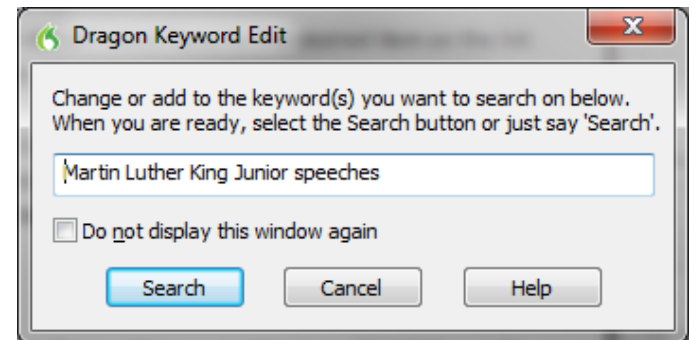 Dragon Keyword Edit
Change or add to the keyword(s) you want to search on below.
When you are ready, select the Search button or just say 'Search'.
Martin Luther King Junior speeches
Do not display this window again
Search Cancel Help